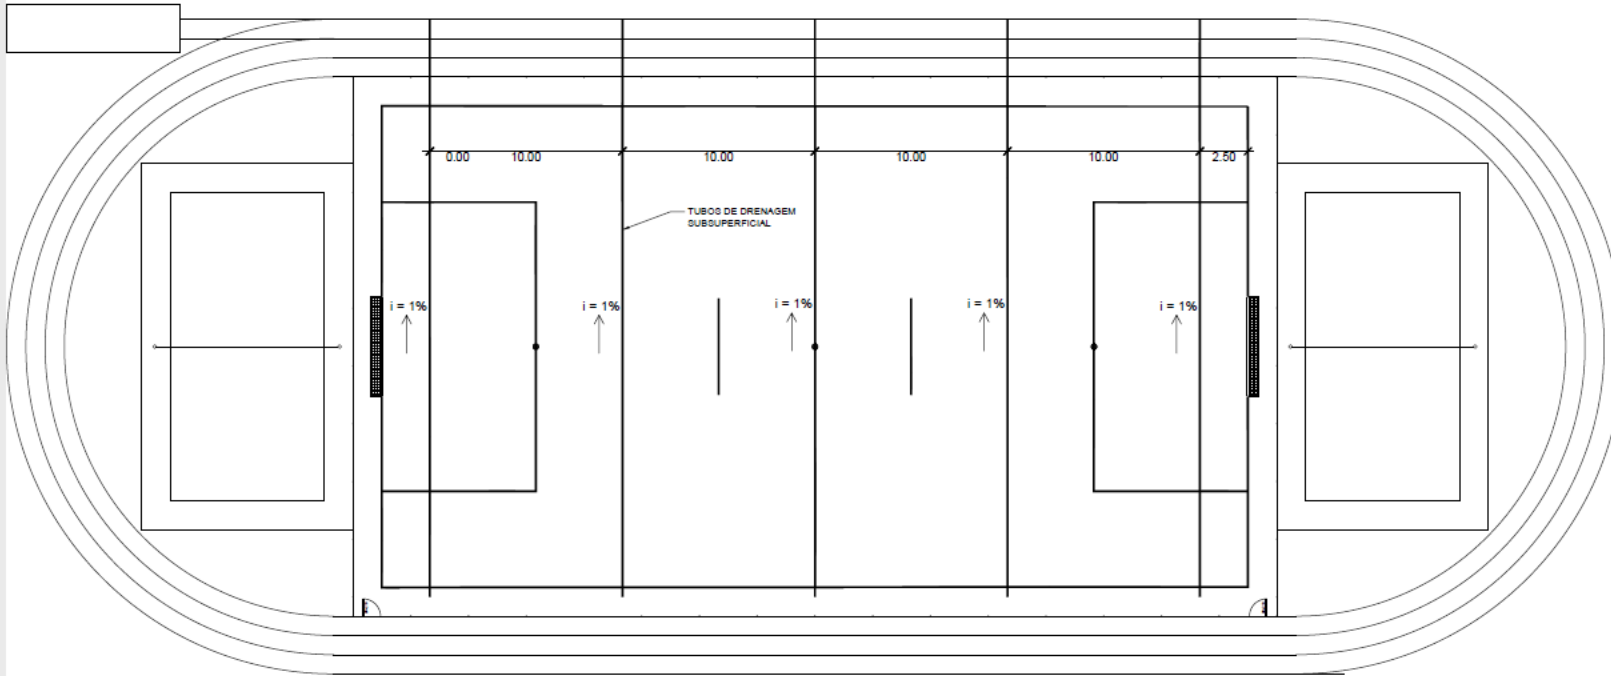 0.00 10.00 10.00 10.00 10.00 2.50
TUBOS DE DRENAGEM
SUBSUPERFICIAL
i = 1% i = 1% i = 1% i = 1% i = 1%